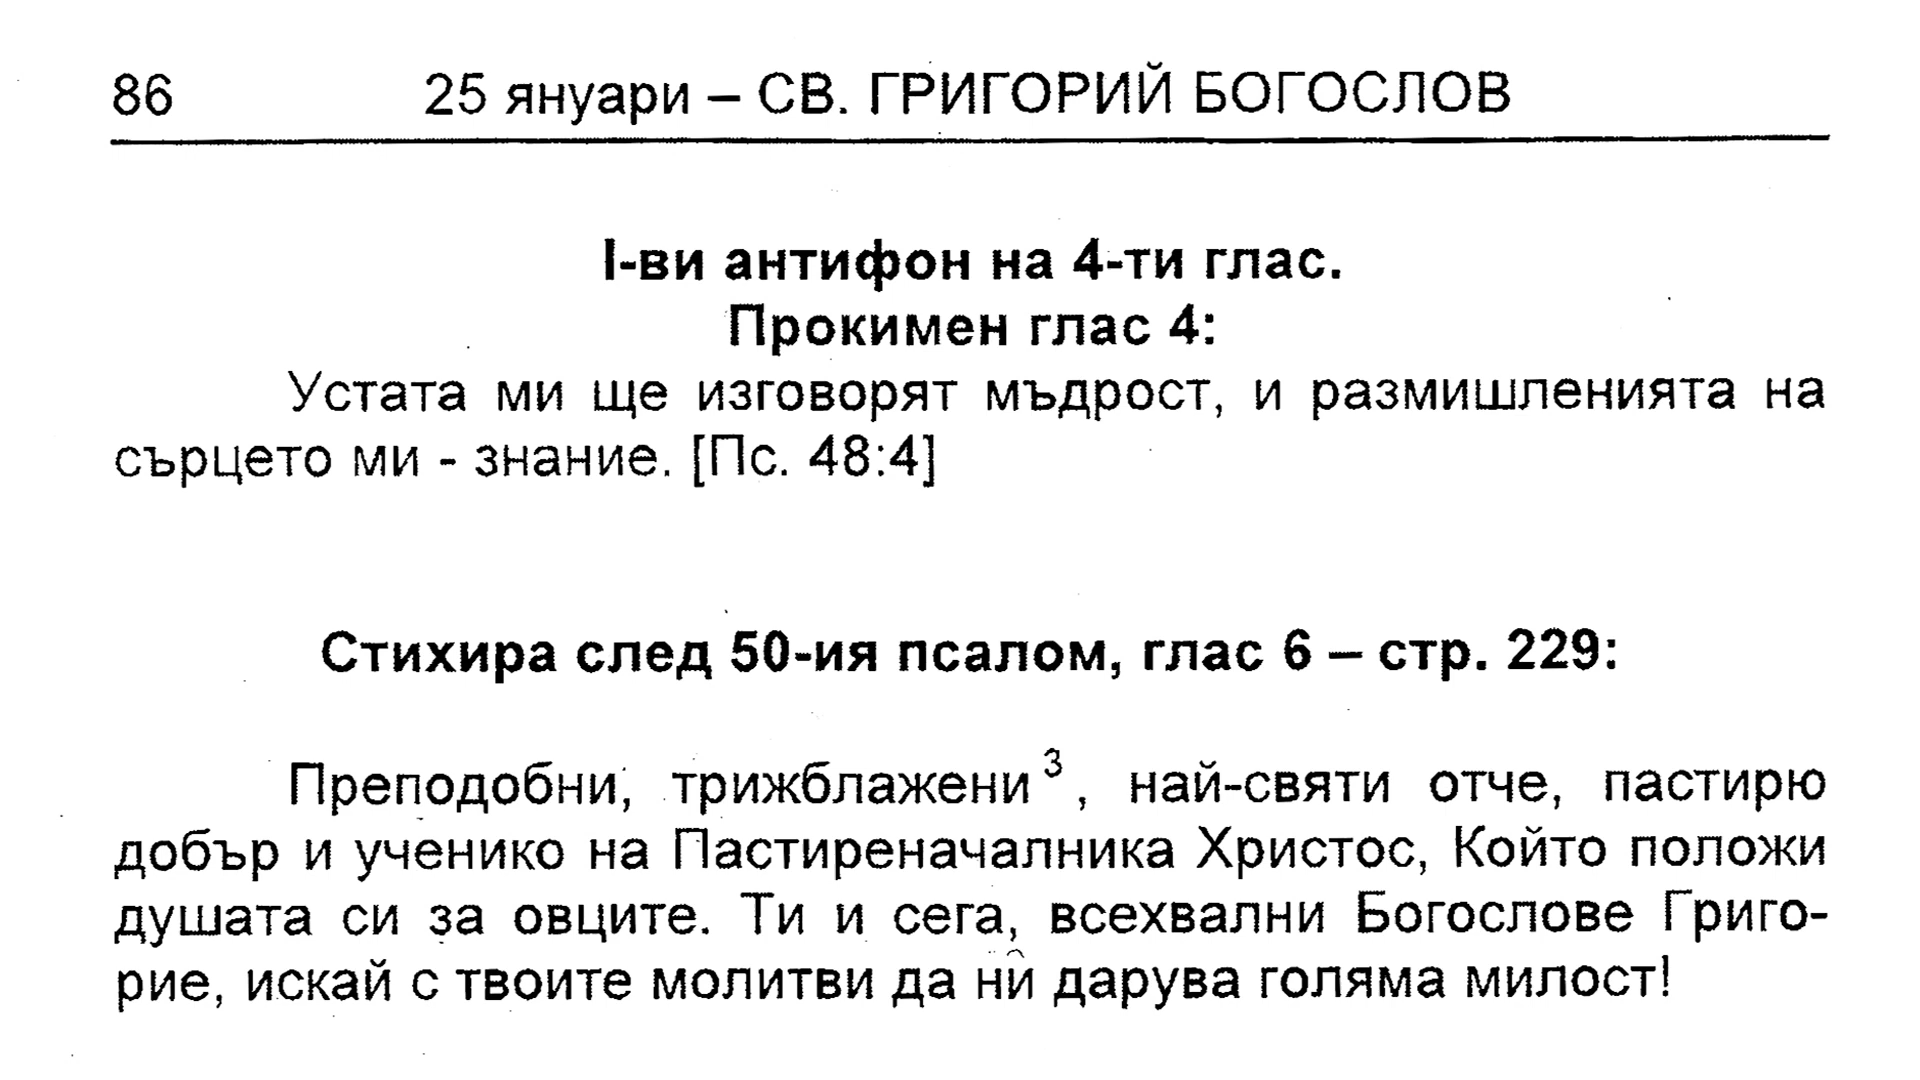 86 25 януари – СВ. ГРИГОРИЙ БОГОСЛОВ
I-ви антифон на 4-ти глас.
Прокимен глас 4:
Устата ми ще изговорят мъдрост, и размишленията на
сърцето ми - знание. [Пс. 48:4]
Стихира след 50-ия псалом, глас 6 – стр. 229:
Преподобни, трижблажени³, най-святи отче, пастирю
добър и ученико на Пастиреначалника Христос, Който положи
душата си за овците. Ти и сега, всехвални Богослове Григо-
рие, искай с твоите молитви да ни дарува голяма милост!